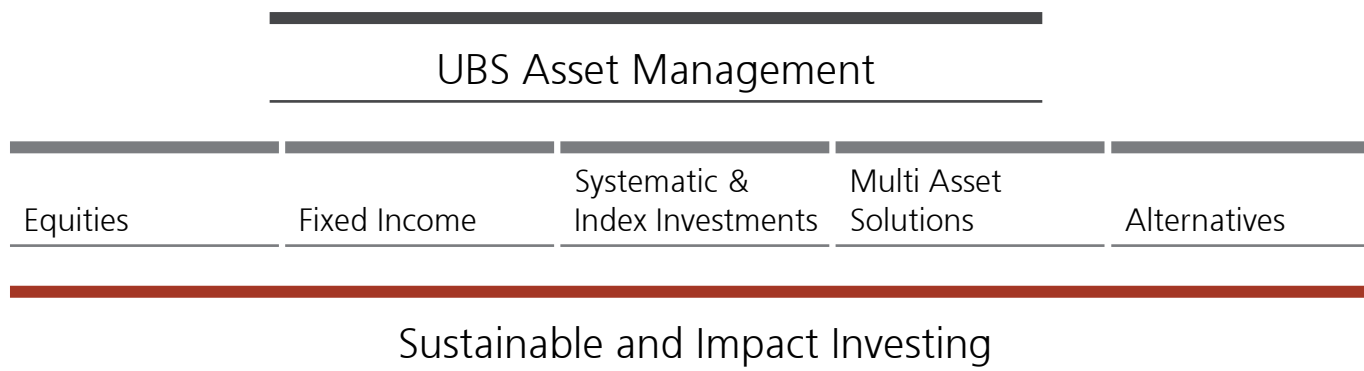 UBS Asset Management
Equities
Fixed Income
Systematic &
Index Investments
Multi Asset
Solutions
Alternatives
Sustainable and Impact Investing